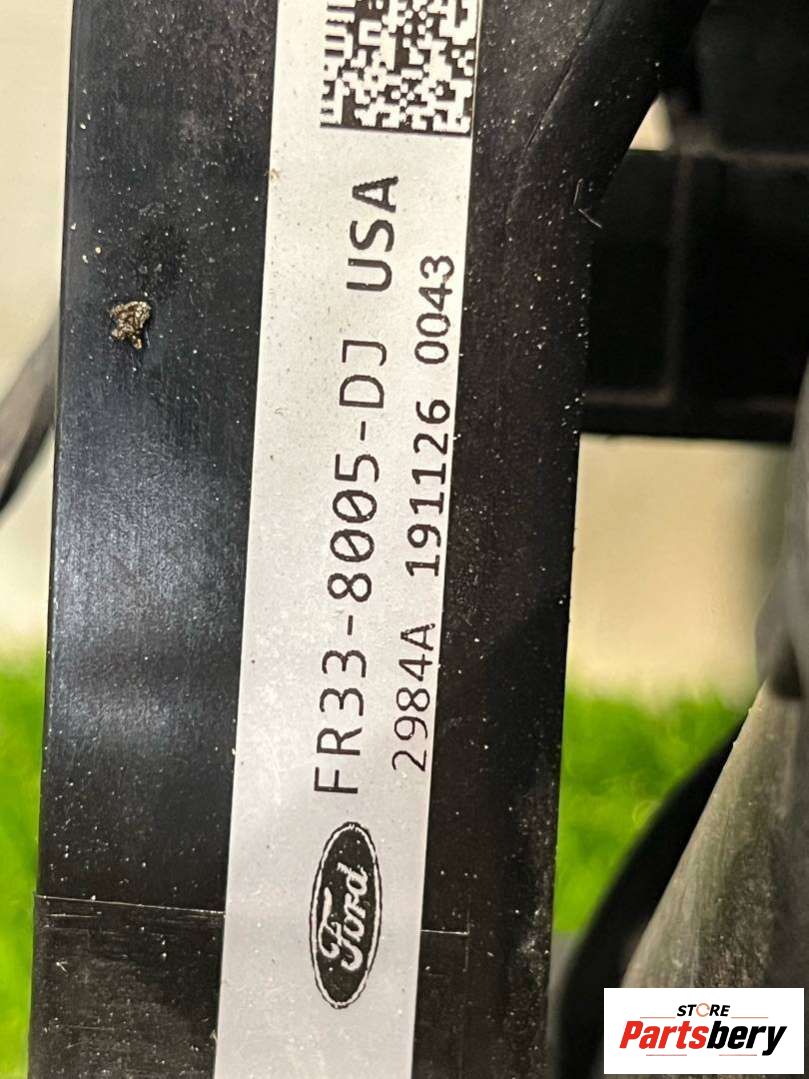 Ford
FR33-8005-DJ USA
2984A 191126 0043
STORE
Partsbery